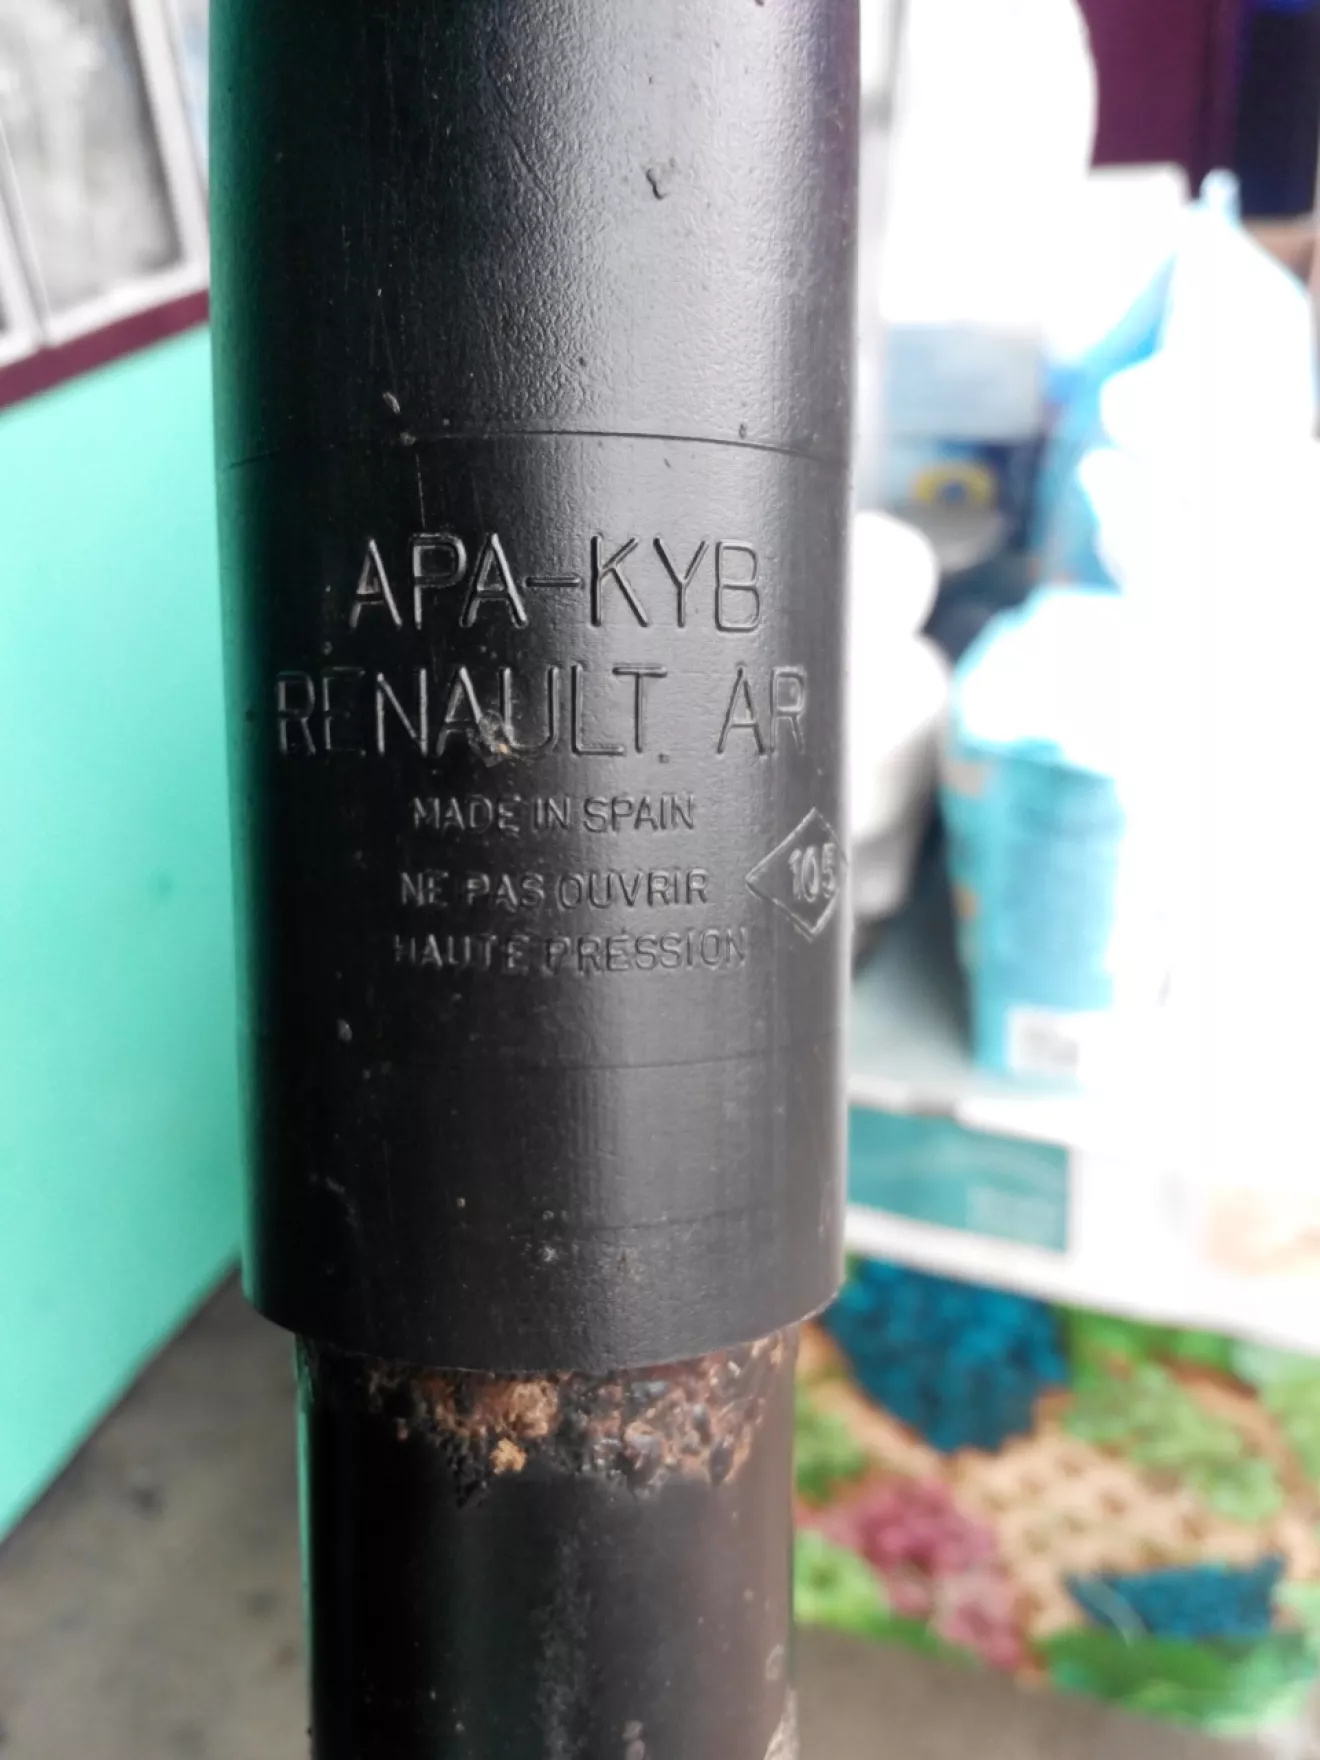 APA-KYB
RENAULT. AR
MADE IN SPAIN
105
NE PAS OUVRIR
HAUTE PRESSION